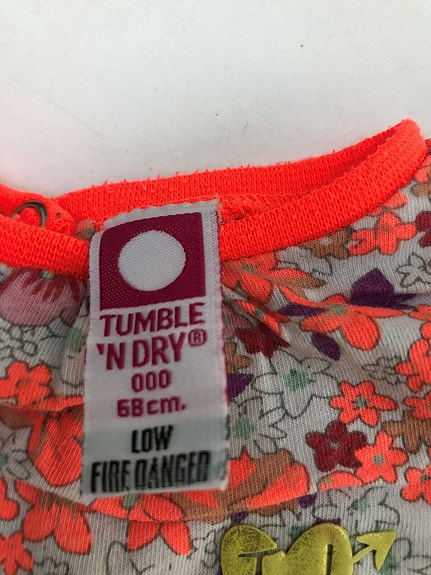 TUMBLE
'N DRY®
000
68cm.
LOW
FIRE DANGER